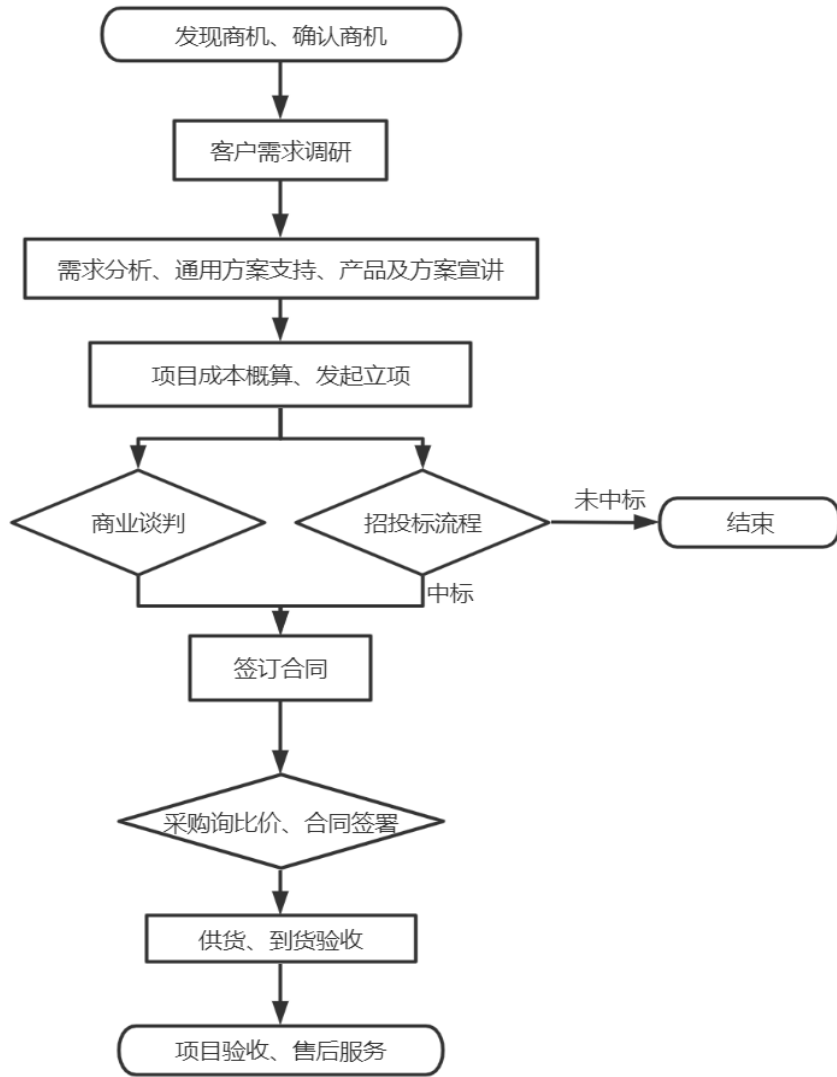 发现商机、确认商机
客户需求调研
需求分析、通用方案支持、产品及方案宣讲
项目成本概算、发起立项
商业谈判
招投标流程
未中标
结束
中标
签订合同
采购询比价、合同签署
供货、到货验收
项目验收、售后服务